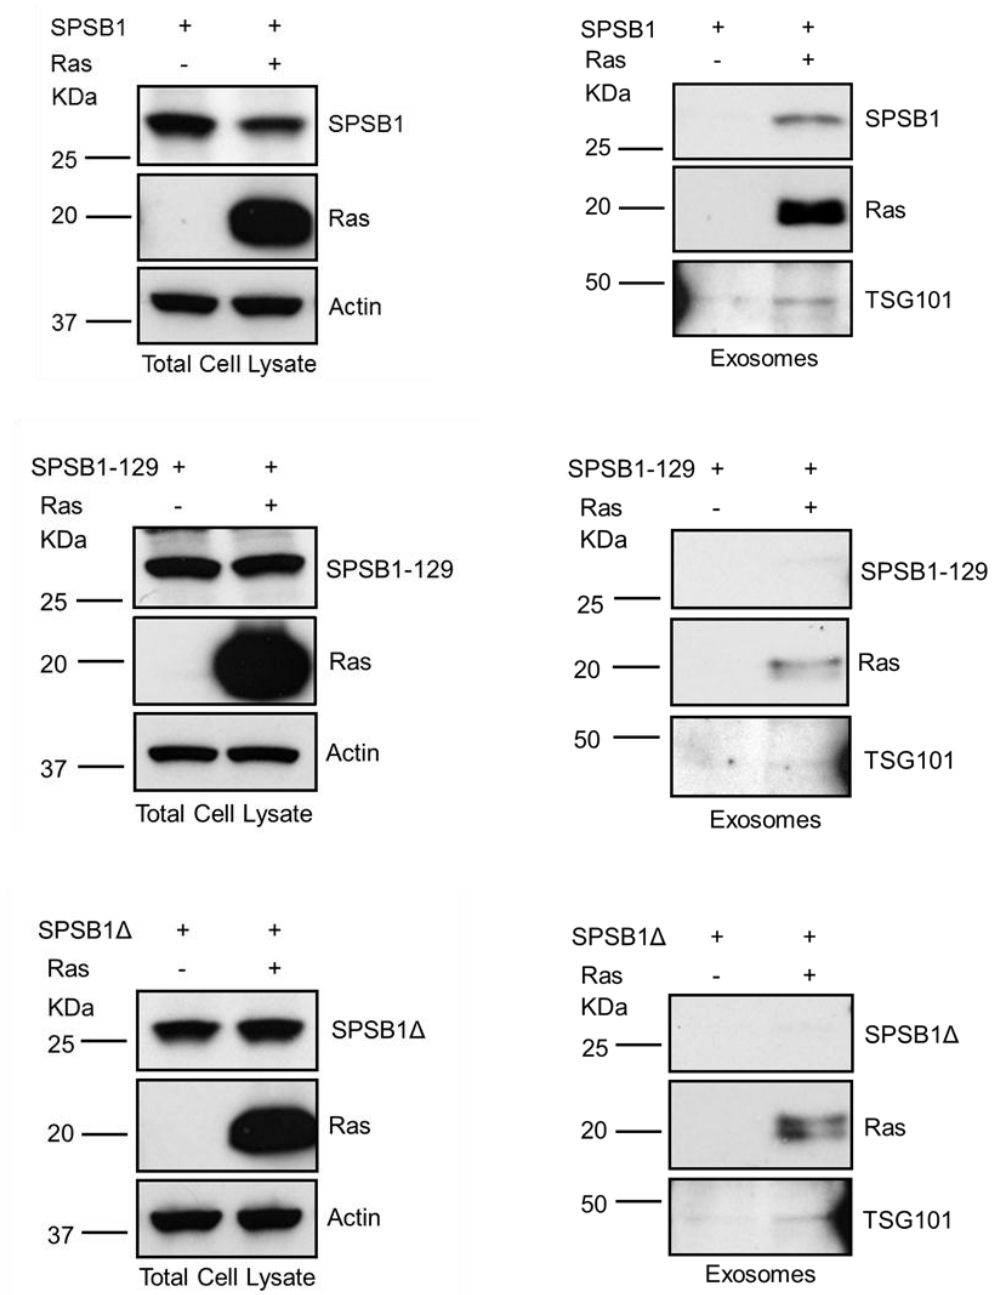 SPSB1 + +
Ras - +
KDa
SPSB1
25
20
Ras
Actin
37
Total Cell Lysate
SPSB1 + +
Ras - +
KDa
SPSB1
25
20
Ras
50
TSG101
Exosomes
SPSB1-129 + +
Ras - +
KDa
SPSB1-129
25
20
Ras
Actin
37
Total Cell Lysate
SPSB1-129 + +
Ras - +
KDa
SPSB1-129
25
20
Ras
50
TSG101
Exosomes
SPSB1Δ + +
Ras - +
KDa
SPSB1Δ
25
20
Ras
Actin
37
Total Cell Lysate
SPSB1Δ + +
Ras - +
KDa
SPSB1Δ
25
20
Ras
50
TSG101
Exosomes